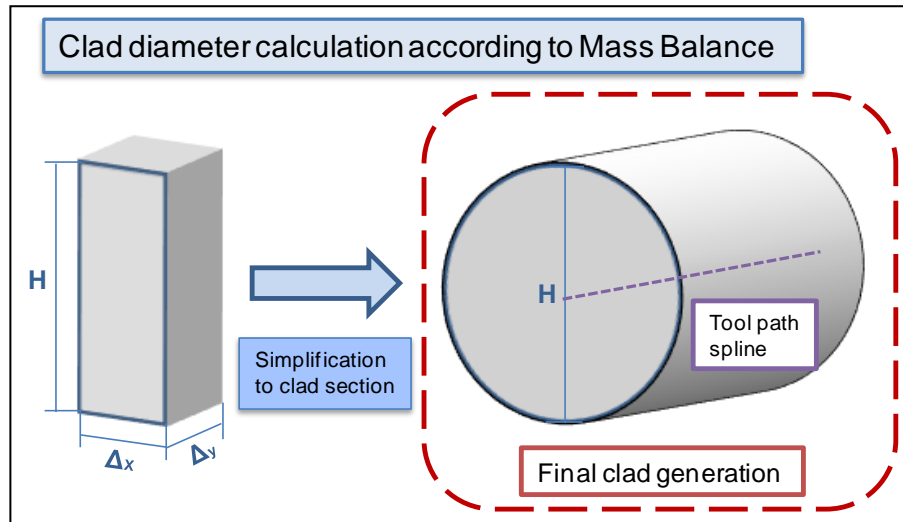 Clad diameter calculation according to Mass Balance
H
Δx
Δy
Simplification
to clad section
H
Tool path
spline
Final clad generation